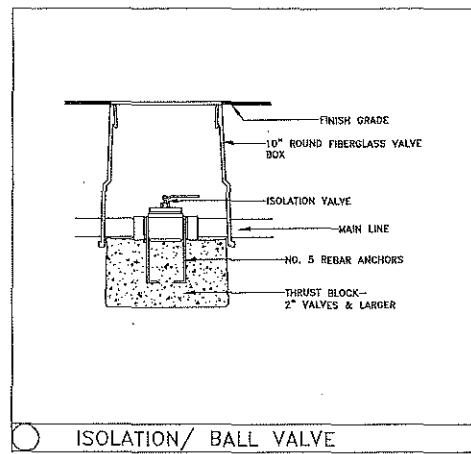 FINISH GRADE
10" ROUND FIBERGLASS VALVE
BOX
ISOLATION VALVE
MAIN LINE
NO. 5 REBAR ANCHORS
THRUST BLOCK-
2" VALVES & LARGER
ISOLATION/ BALL VALVE